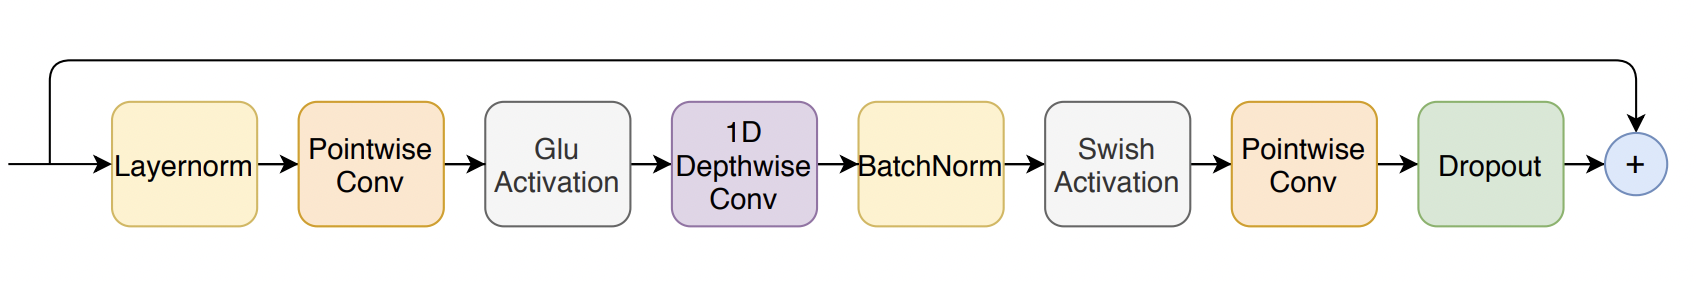 Layernorm
Pointwise
Conv
Glu
Activation
1D
Depthwise
Conv
BatchNorm
Swish
Activation
Pointwise
Conv
Dropout
+